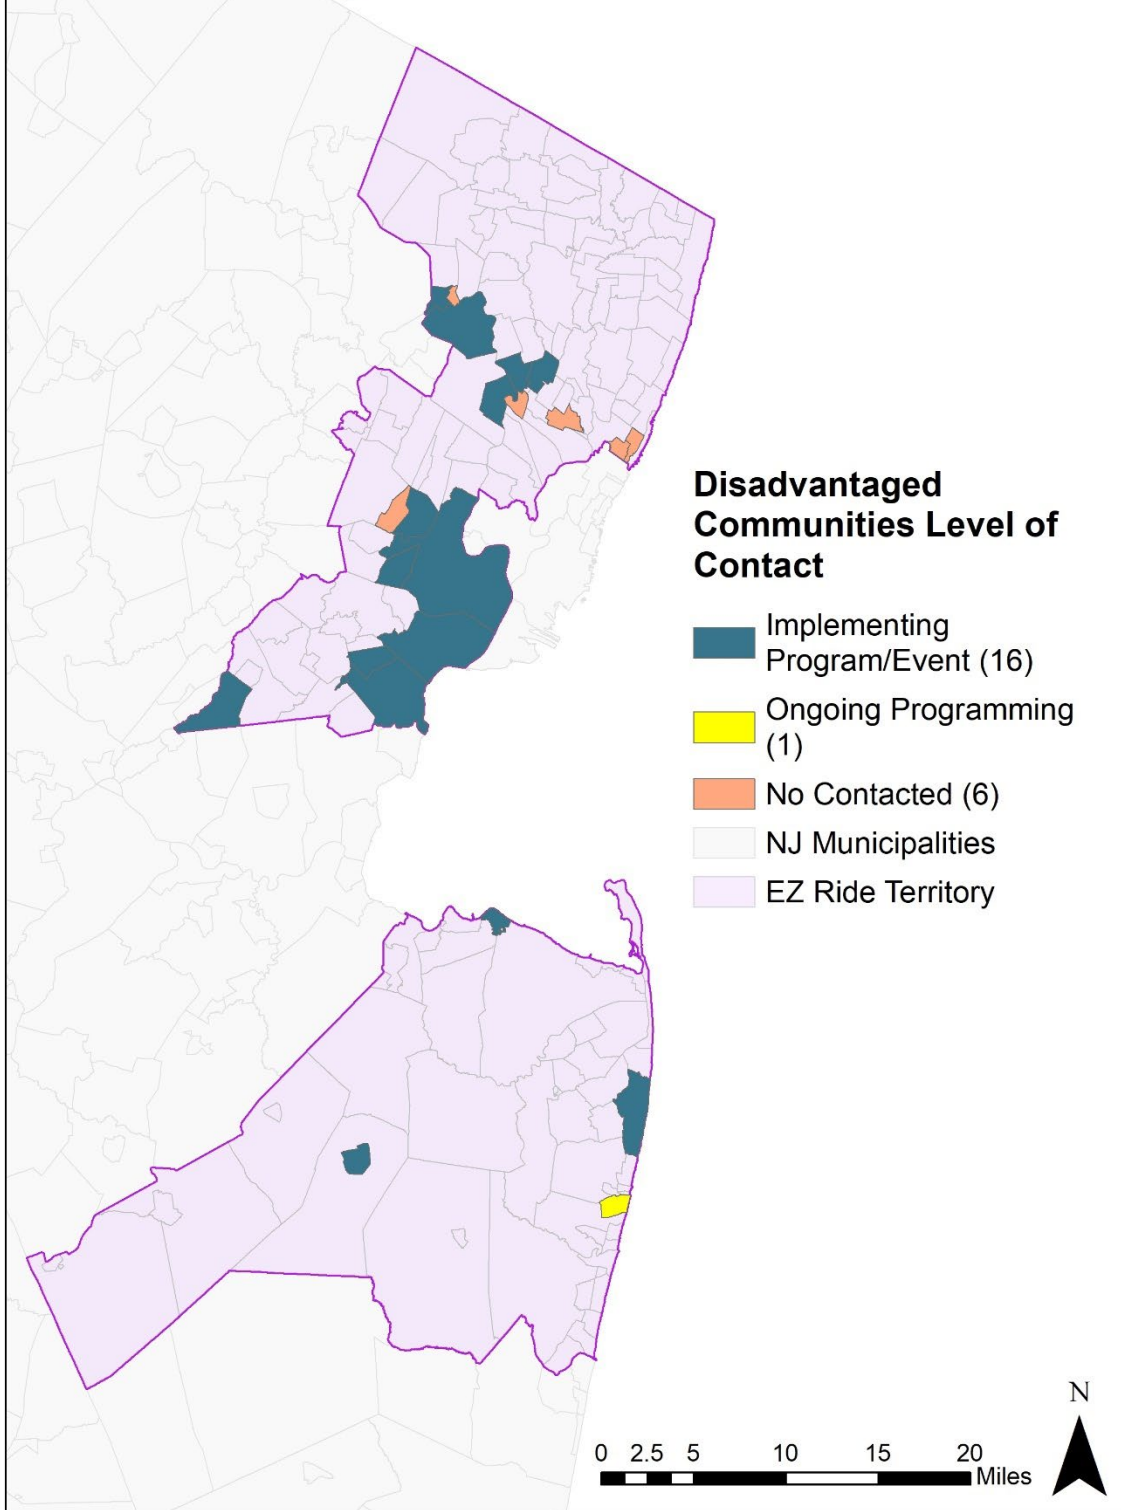 Disadvantaged
Communities Level of
Contact
Implementing
Program/Event (16)
Ongoing Programming
(1)
No Contacted (6)
NJ Municipalities
EZ Ride Territory
N
0 2.5 5 10 15 20
Miles